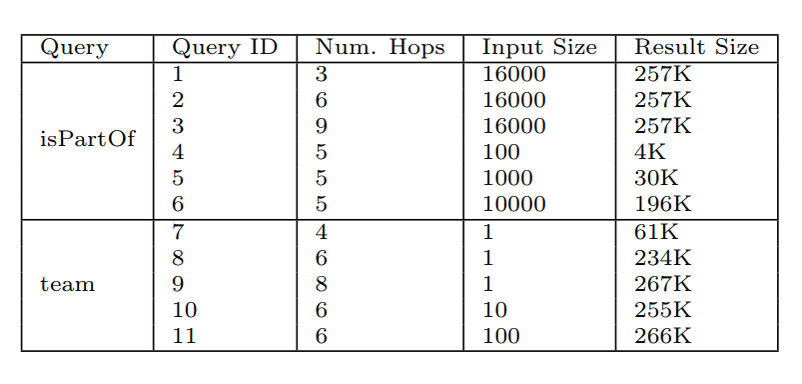 Query Query ID Num. Hops Input Size Result Size
isPartOf
1 3 16000 257K
2 6 16000 257K
3 9 16000 257K
4 5 100 4K
5 5 1000 30K
6 5 10000 196K
team
7 4 1 61K
8 6 1 234K
9 8 1 267K
10 6 10 255K
11 6 100 266K